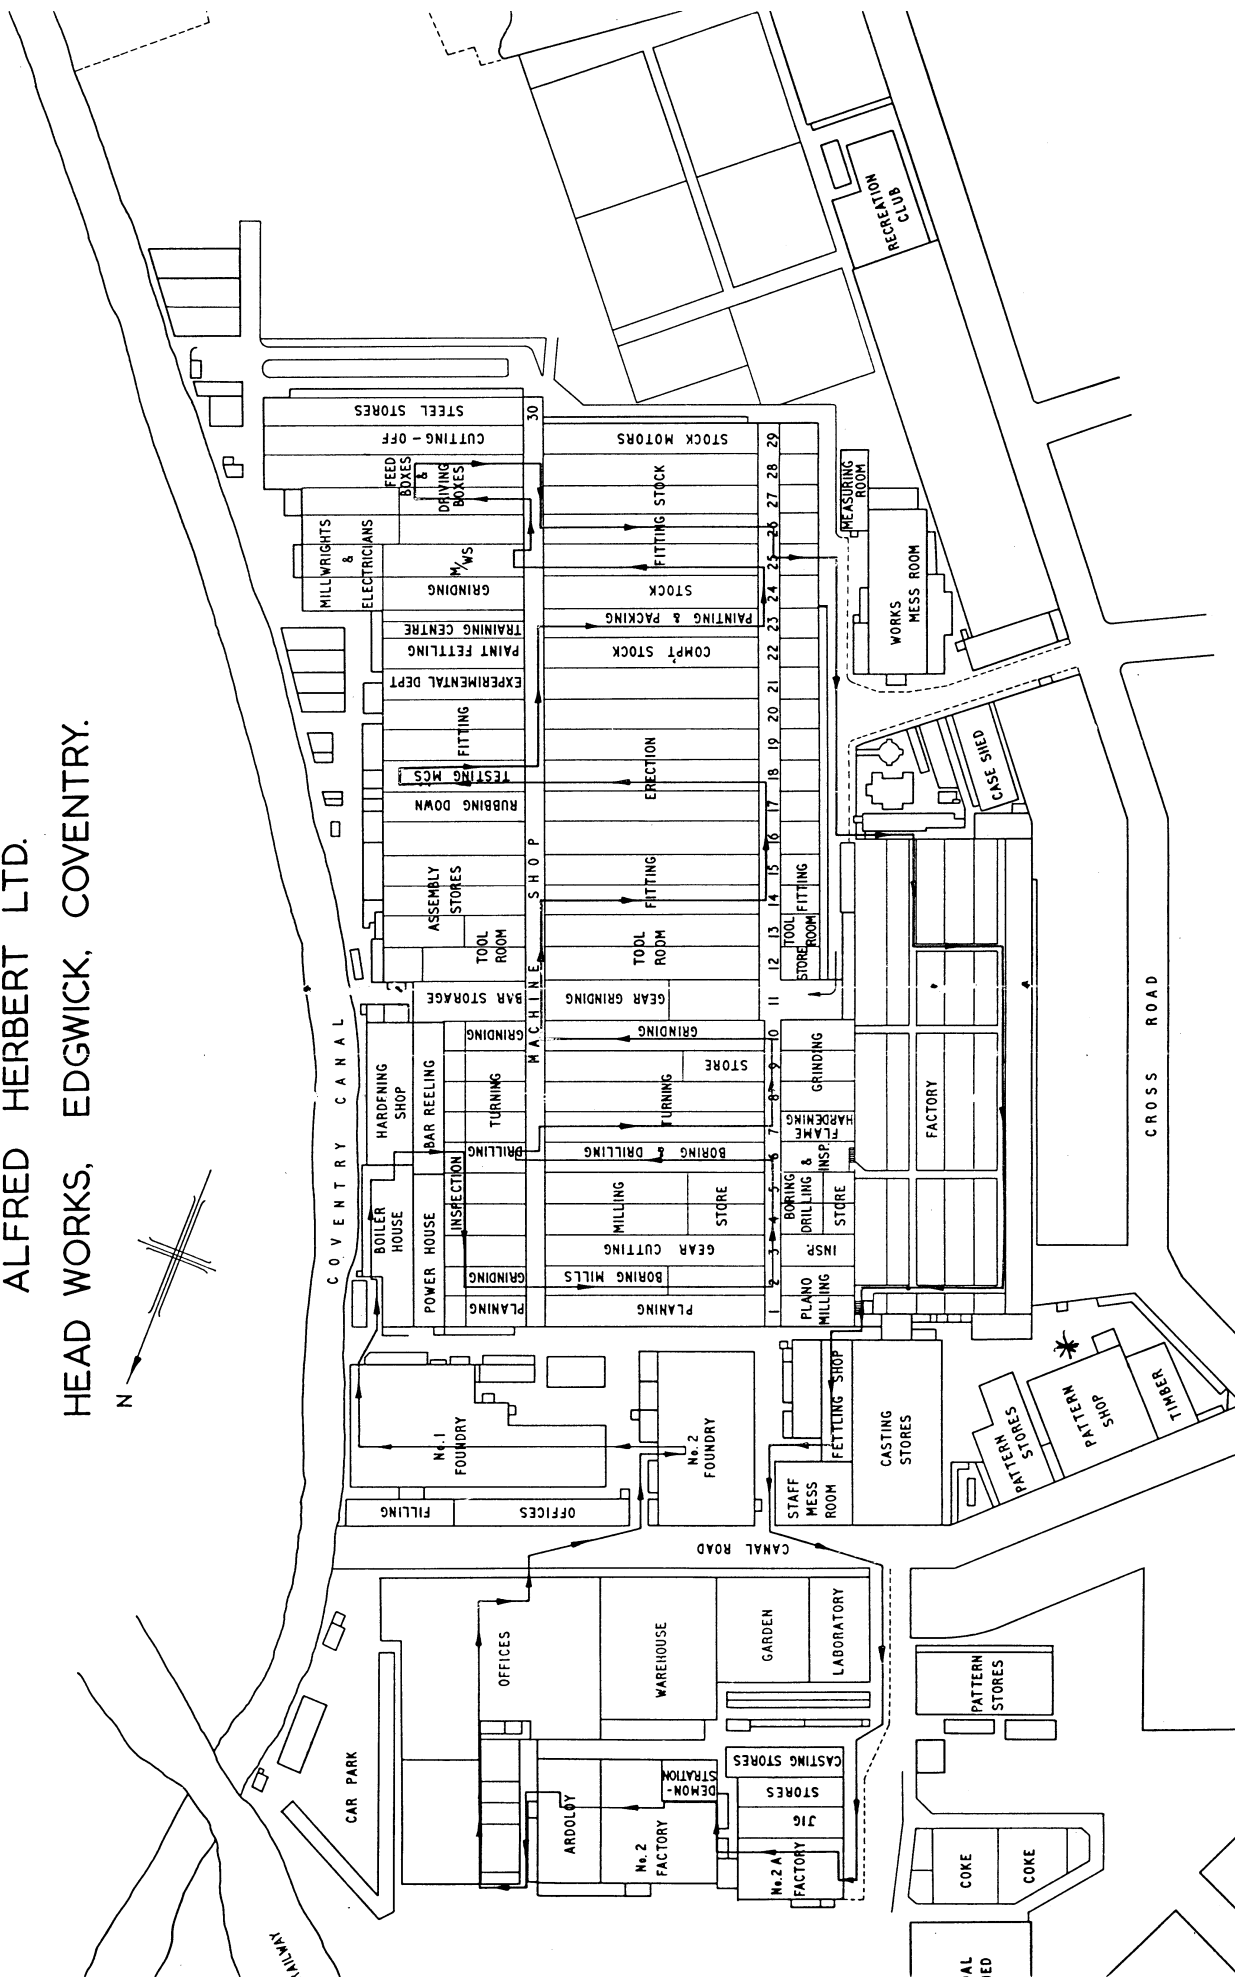 ALFRED HERBERT LTD.
HEAD WORKS, EDGWICK, COVENTRY.
N
COVENTRY CANAL
RECREATION
CLUB
STEEL STORES
30
CUTTING-OFF
FEED
BOXES
&
DRIVING
BOXES
STOCK MOTORS
29
28
27
26
25
24
23
22
21
20
19
18
17
16
15
14
13
12
11
10
9
8
7
6
5
4
3
2
1
FITTING STOCK
MEASURING
ROOM
MILLWRIGHTS
&
ELECTRICIANS
M/WS
GRINDING
STOCK
WORKS
MESS ROOM
TRAINING CENTRE
PAINTING & PACKING
PAINT FETTLING
COMPT STOCK
EXPERIMENTAL DEPT
FITTING
TESTING MCS
ERECTION
RUBBING DOWN
CASE SHED
MACHINE SHOP
ASSEMBLY
STORES
FITTING
FITTING
TOOL
ROOM
TOOL
ROOM
TOOL
ROOM
STORE
BAR STORAGE
GEAR GRINDING
HARDENING
SHOP
BAR REELING
GRINDING
GRINDING
GRINDING
TURNING
TURNING
STORE
FLAME
HARDENING
FACTORY
CROSS ROAD
BOILER
HOUSE
POWER HOUSE
INSPECTION
DRILLING
BORING & DRILLING
BORING
DRILLING
&
INSP.
MILLING
STORE
STORE
GEAR CUTTING
INSP.
GRINDING
BORING MILLS
PLANING
PLANING
PLANO
MILLING
No.1
FOUNDRY
No.2
FOUNDRY
FETTLING SHOP
CASTING
STORES
STAFF
MESS
ROOM
PATTERN
STORES
PATTERN
SHOP
TIMBER
FILLING
OFFICES
CANAL ROAD
OFFICES
WAREHOUSE
GARDEN
LABORATORY
PATTERN
STORES
CAR PARK
ARDOLOY
No.2
FACTORY
DEMON-
STRATION
CASTING STORES
STORES
JIG
No.2 A
FACTORY
COKE
COKE
AILWAY